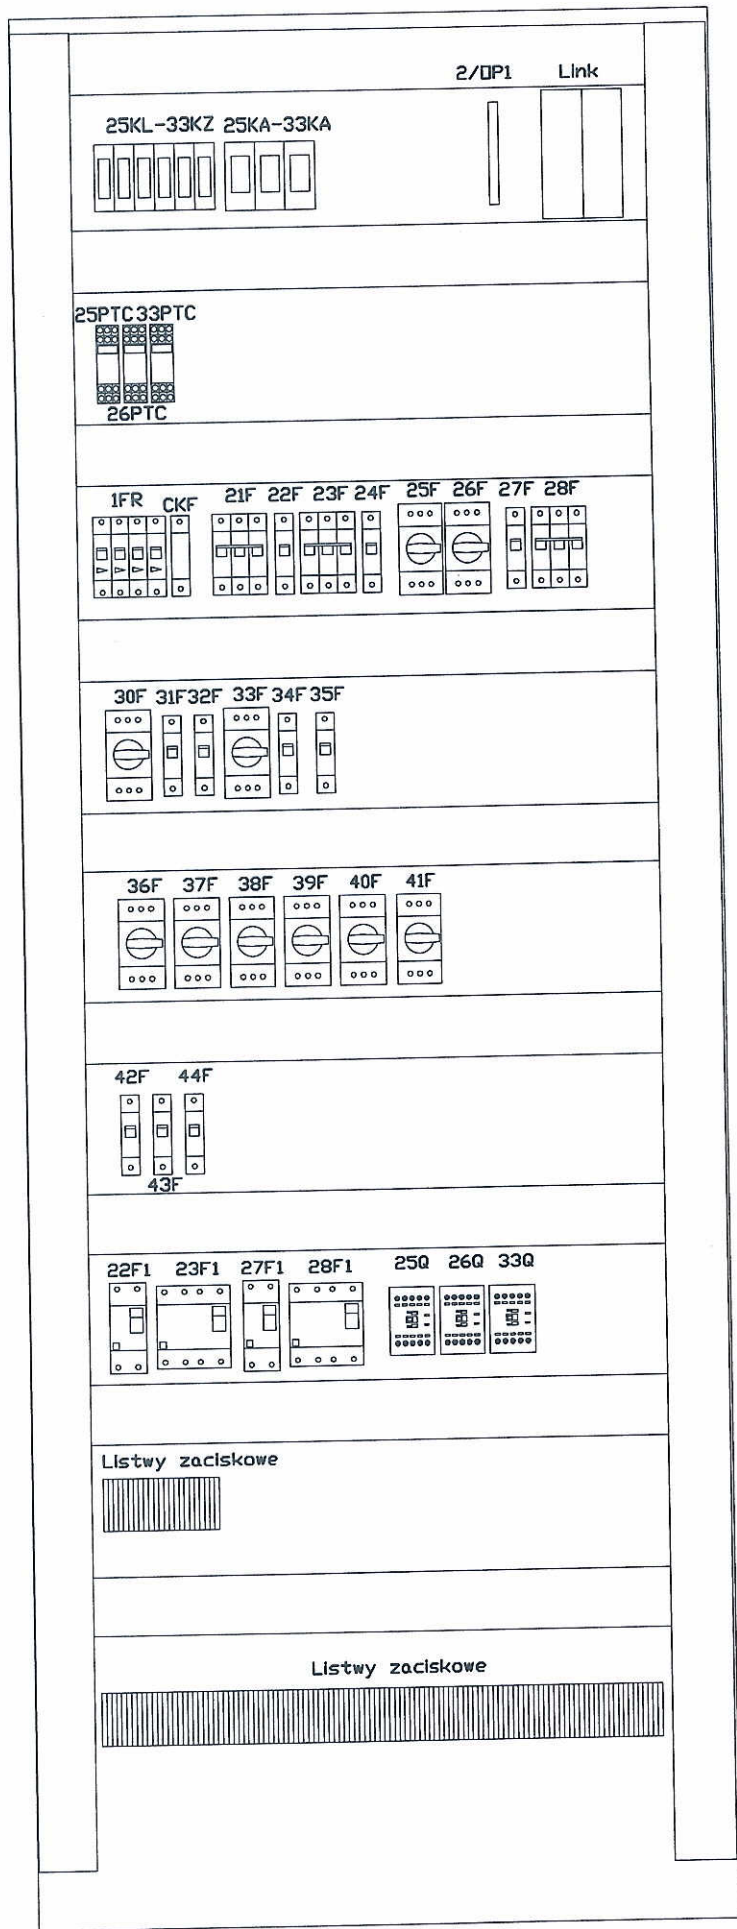 2/OP1 Link
25KL-33KZ 25KA-33KA
25PTC 33PTC
26PTC
1FR CKF 21F 22F 23F 24F 25F 26F 27F 28F
30F 31F 32F 33F 34F 35F
36F 37F 38F 39F 40F 41F
42F 44F
43F
22F1 23F1 27F1 28F1 25Q 26Q 33Q
Listwy zaciskowe
Listwy zaciskowe